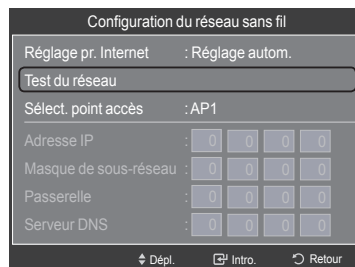 Configuration du réseau sans fil
Réglage pr. Internet : Réglage autom.
Test du réseau
Sélect. point accès : AP1
Adresse IP : 0 0 0 0
Masque de sous-réseau : 0 0 0 0
Passerelle : 0 0 0 0
Serveur DNS : 0 0 0 0
Dépl. Intro. Retour